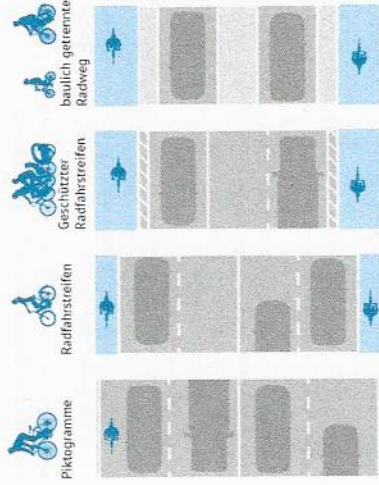 Piktogramme
Radfahrstreifen
Geschützter
Radfahrstreifen
baulich getrennter
Radweg